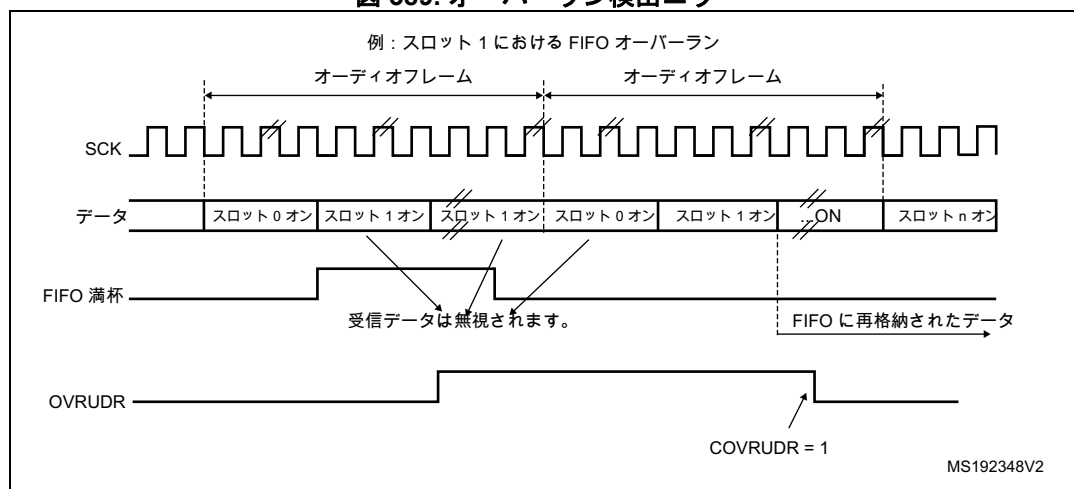 例：スロット 1 における FIFO オーバーラン
オーディオフレーム
オーディオフレーム
SCK
データ
スロット 0 オン
スロット 1 オン
スロット 1 オン
スロット 0 オン
スロット 1 オン
...ON
スロット n オン
FIFO 満杯
受信データは無視されます。
FIFO に再格納されたデータ
OVRUDR
COVRUDR = 1
MS192348V2